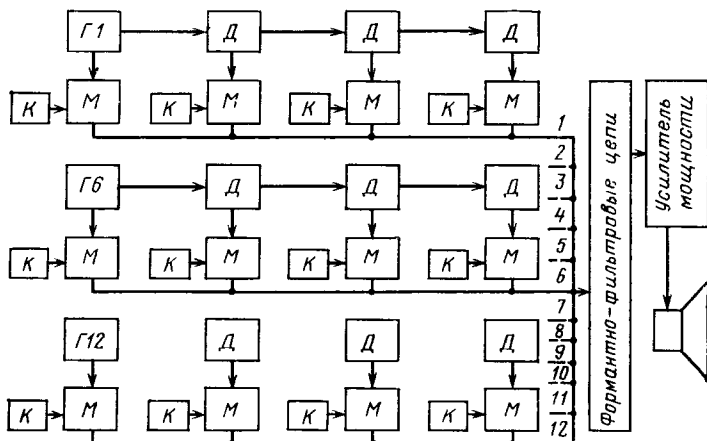 Г1 Д Д Д
К М К М К М К М
1
2
Г6 Д Д Д
3
4
К М К М К М К М
5
6
7
Г12 Д Д Д
8
9
10
К М К М К М К М
11
12
Формантно-фильтровые цепи
Усилитель
мощности